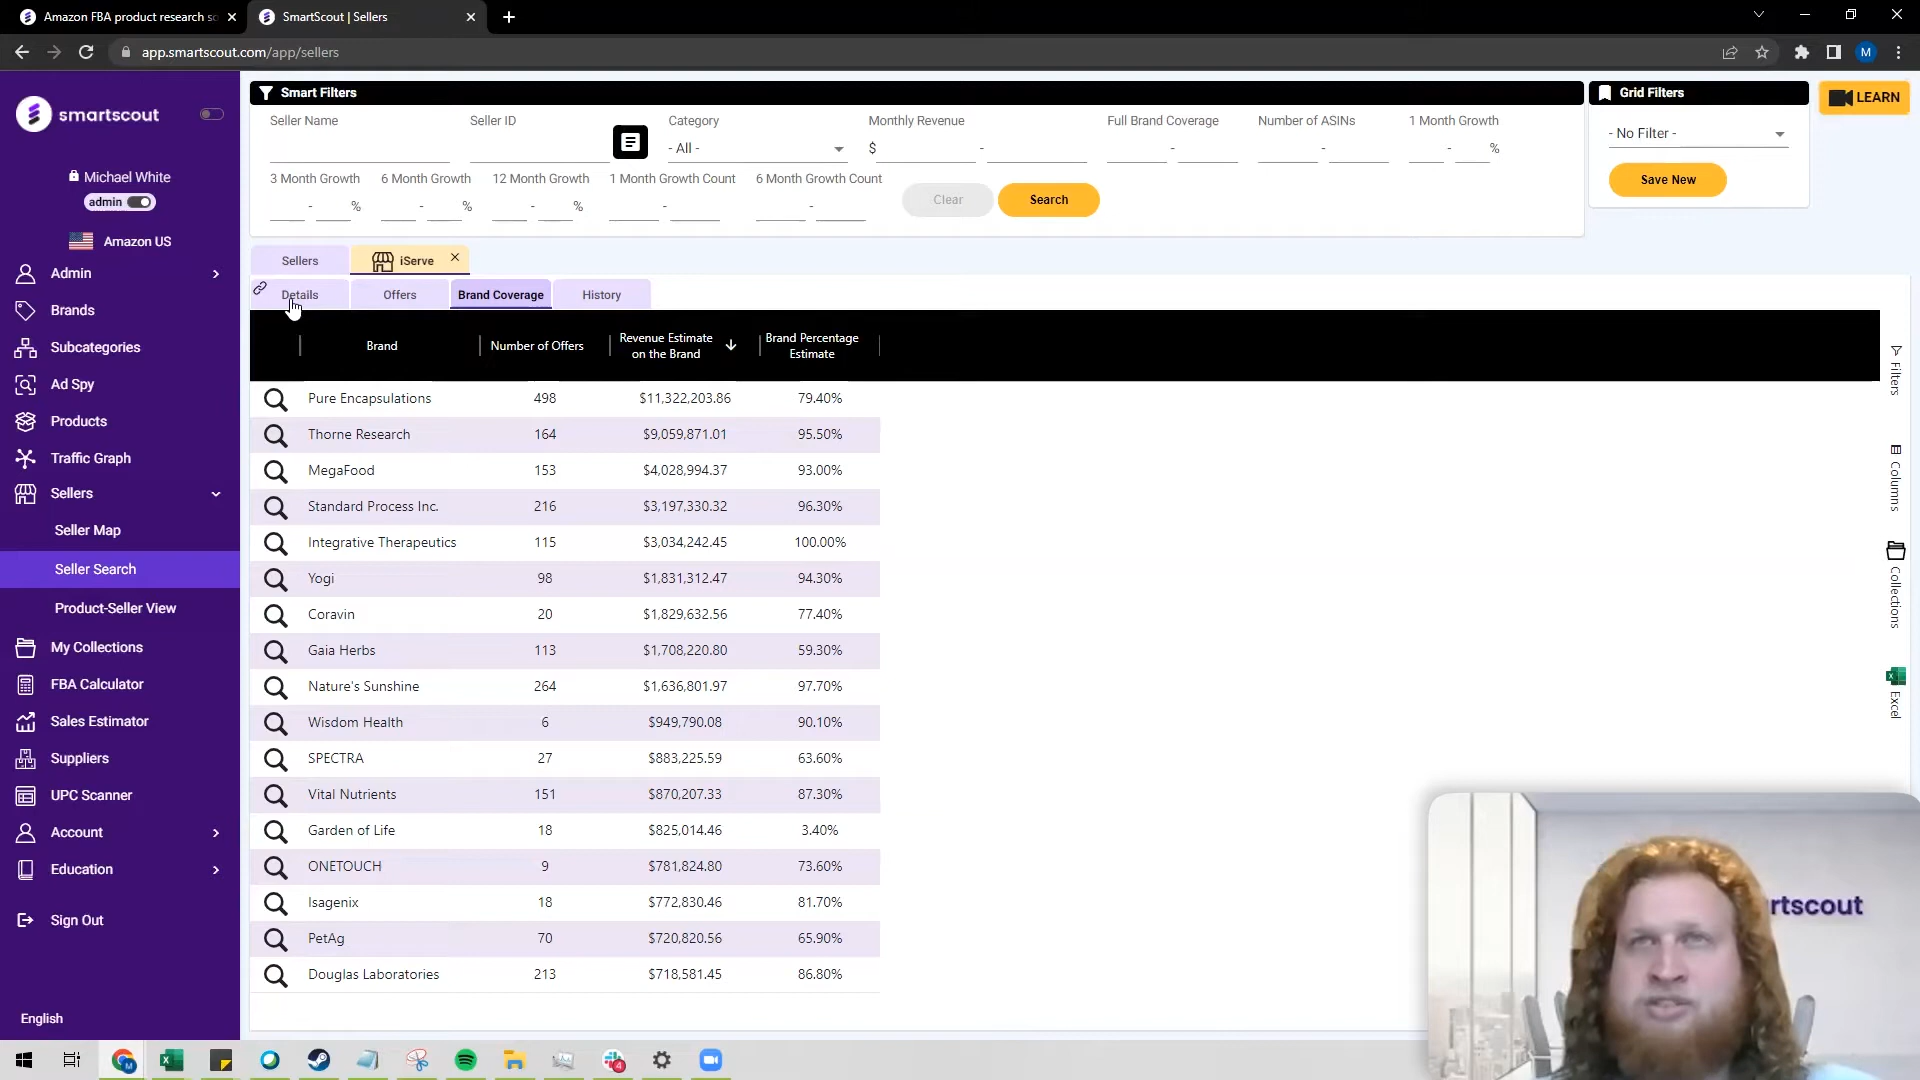 Amazon FBA product research so
SmartScout | Sellers
app.smartscout.com/app/sellers
M
smartscout
Michael White
admin
Amazon US
Admin
Brands
Subcategories
Ad Spy
Products
Traffic Graph
Sellers
Seller Map
Seller Search
Product-Seller View
My Collections
FBA Calculator
Sales Estimator
Suppliers
UPC Scanner
Account
Education
Sign Out
English
Smart Filters
Seller Name Seller ID Category Monthly Revenue Full Brand Coverage Number of ASINs 1 Month Growth
- All - $ - - - - %
3 Month Growth 6 Month Growth 12 Month Growth 1 Month Growth Count 6 Month Growth Count
- % - % - % - -
Clear Search
Grid Filters
- No Filter -
Save New
LEARN
Sellers iServe
Details Offers Brand Coverage History
Brand Number of Offers Revenue Estimate on the Brand Brand Percentage Estimate
Pure Encapsulations 498 $11,322,203.86 79.40%
Thorne Research 164 $9,059,871.01 95.50%
MegaFood 153 $4,028,994.37 93.00%
Standard Process Inc. 216 $3,197,330.32 96.30%
Integrative Therapeutics 115 $3,034,242.45 100.00%
Yogi 98 $1,831,312.47 94.30%
Coravin 20 $1,829,632.56 77.40%
Gaia Herbs 113 $1,708,220.80 59.30%
Nature's Sunshine 264 $1,636,801.97 97.70%
Wisdom Health 6 $949,790.08 90.10%
SPECTRA 27 $883,225.59 63.60%
Vital Nutrients 151 $870,207.33 87.30%
Garden of Life 18 $825,014.46 3.40%
ONETOUCH 9 $781,824.80 73.60%
Isagenix 18 $772,830.46 81.70%
PetAg 70 $720,820.56 65.90%
Douglas Laboratories 213 $718,581.45 86.80%
Filters
Columns
Collections
Excel
rtscout
4